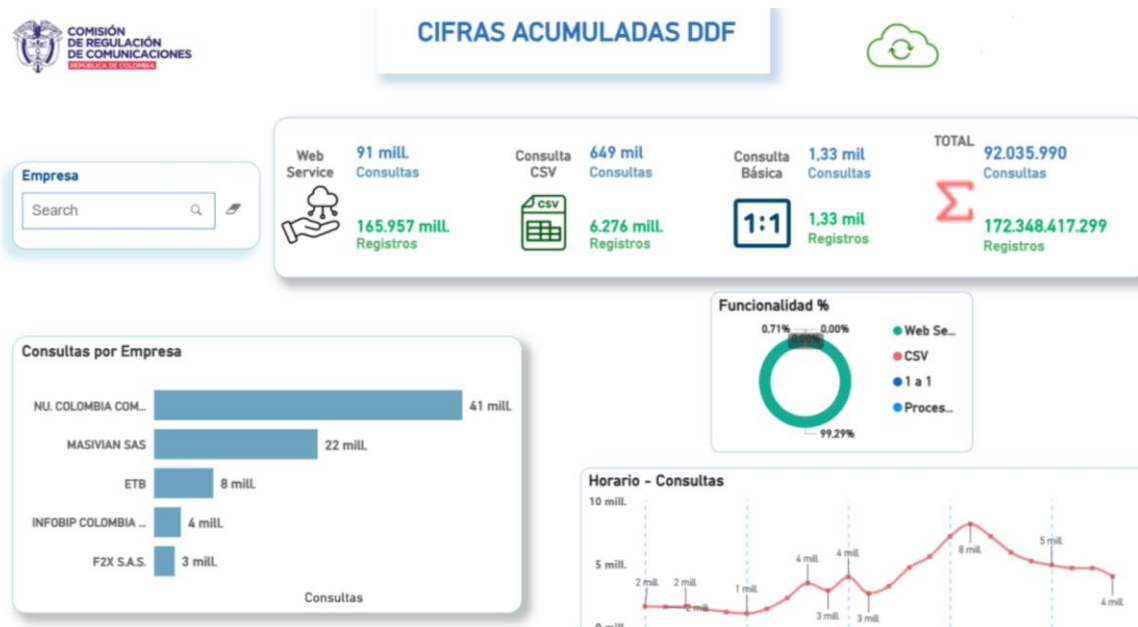 COMISIÓN
DE REGULACIÓN
DE COMUNICACIONES
REPÚBLICA DE COLOMBIA
CIFRAS ACUMULADAS DDF
Empresa
Search
Web
Service
91 mill.
Consultas
165.957 mill.
Registros
Consulta
CSV
649 mil
Consultas
CSV
6.276 mill.
Registros
Consulta
Básica
1,33 mil
Consultas
1:1
1,33 mil
Registros
TOTAL
92.035.990
Consultas
Σ
172.348.417.299
Registros
Funcionalidad %
0,71%
0,00%
0,00%
99,29%
Web Se...
CSV
1 a 1
Proces...
Consultas por Empresa
NU. COLOMBIA COM... 41 mill.
MASIVIAN SAS 22 mill.
ETB 8 mill.
INFOBIP COLOMBIA ... 4 mill.
F2X S.A.S. 3 mill.
Consultas
Horario - Consultas
10 mill.
5 mill.
0 mill.
2 mill.
2 mill.
2 mill.
1 mill.
4 mill.
3 mill.
4 mill.
3 mill.
8 mill.
5 mill.
4 mill.